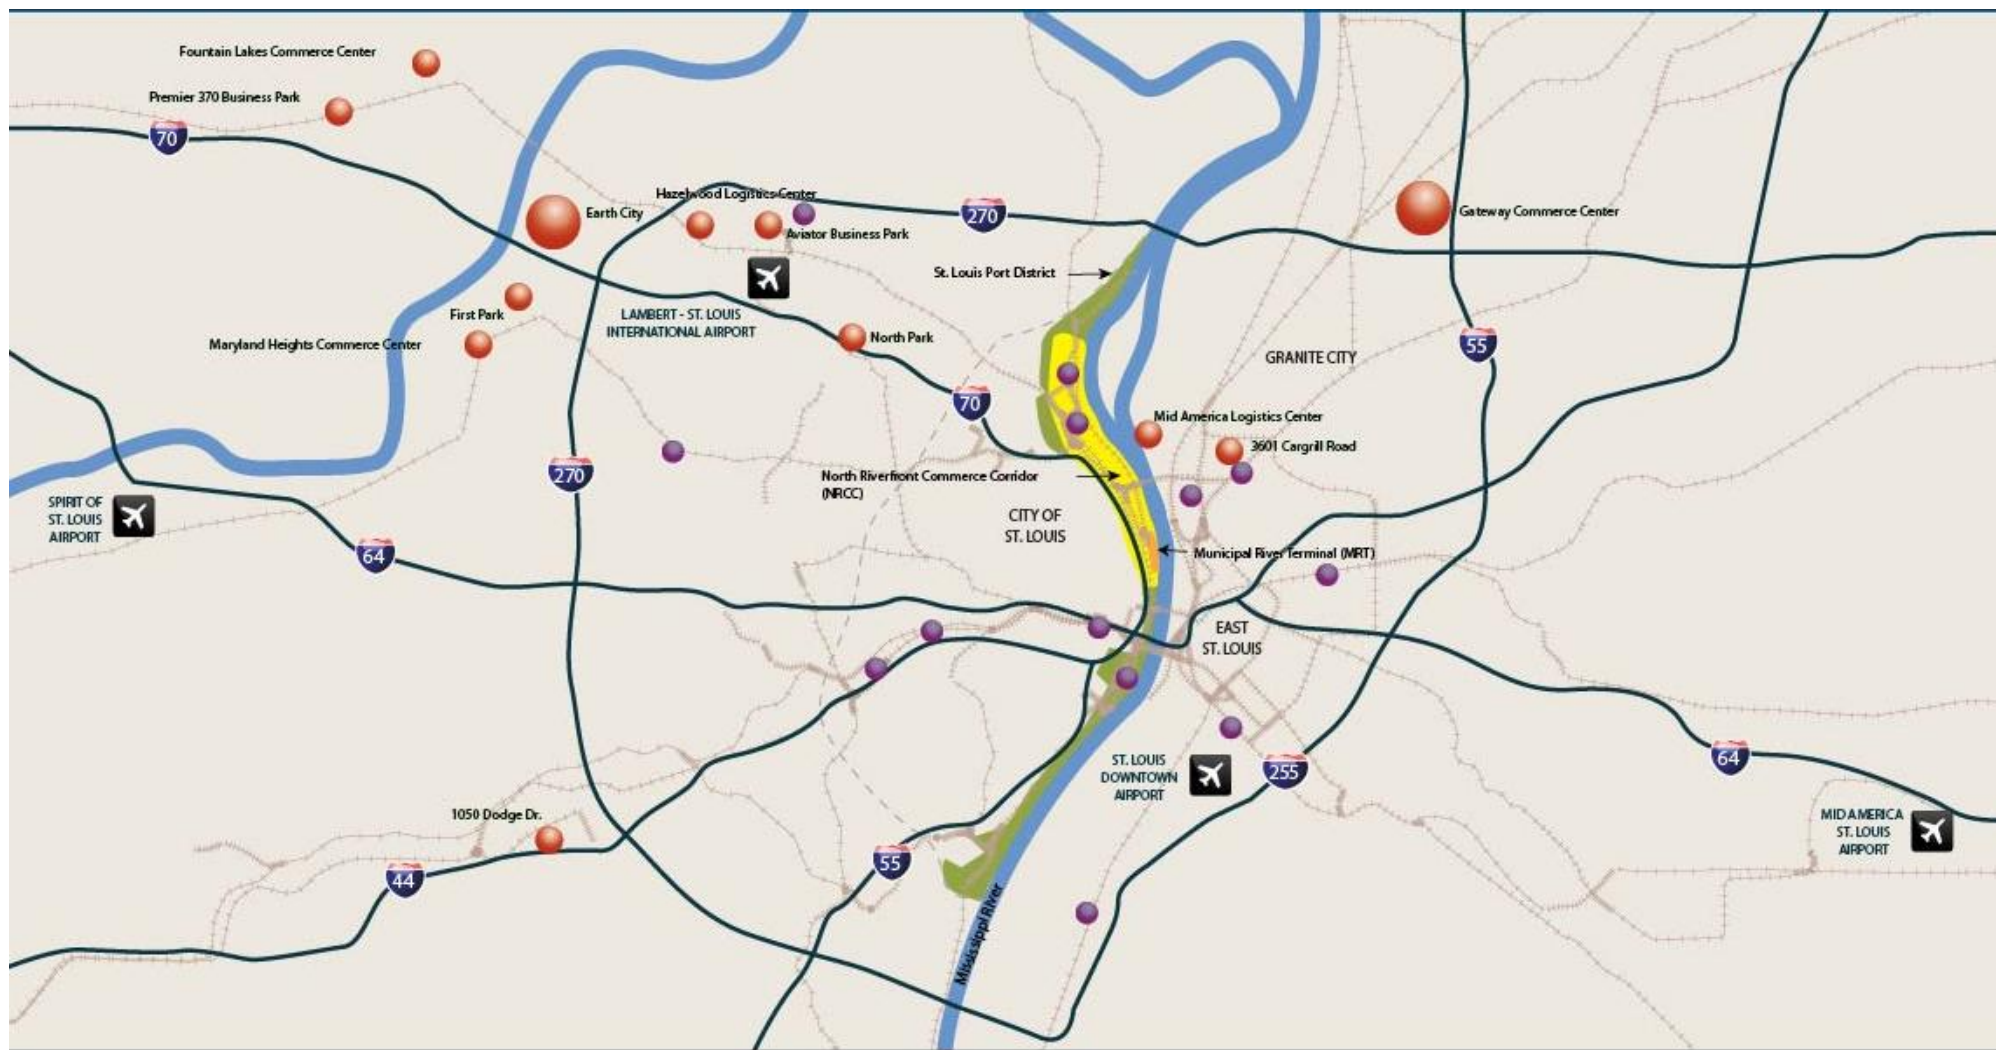 Fountain Lakes Commerce Center
Premier 370 Business Park
70
Hazelwood Logistics Center
Earth City
270
Gateway Commerce Center
Aviator Business Park
St. Louis Port District
First Park
LAMBERT - ST. LOUIS
INTERNATIONAL AIRPORT
North Park
Maryland Heights Commerce Center
GRANITE CITY
55
70
Mid America Logistics Center
3601 Cargrill Road
270
North Riverfront Commerce Corridor
(NRCC)
SPIRIT OF
ST. LOUIS
AIRPORT
CITY OF
ST. LOUIS
64
Municipal River Terminal (MRT)
EAST
ST. LOUIS
ST. LOUIS
DOWNTOWN
AIRPORT
255
64
1050 Dodge Dr.
MID AMERICA
ST. LOUIS
AIRPORT
55
44
Mississippi River